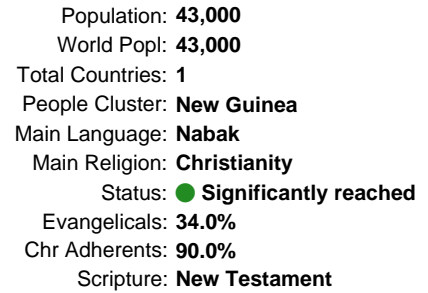 Population: 43,000
World Popl: 43,000
Total Countries: 1
People Cluster: New Guinea
Main Language: Nabak
Main Religion: Christianity
Status: Significantly reached
Evangelicals: 34.0%
Chr Adherents: 90.0%
Scripture: New Testament